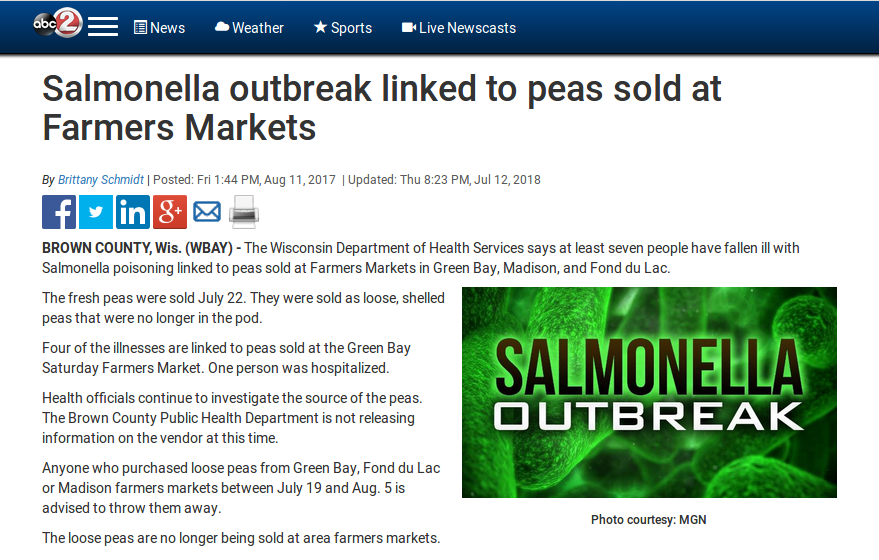 abc 2 News Weather Sports Live Newscasts
Salmonella outbreak linked to peas sold at
Farmers Markets
By Brittany Schmidt | Posted: Fri 1:44 PM, Aug 11, 2017 | Updated: Thu 8:23 PM, Jul 12, 2018
f in g+
BROWN COUNTY, Wis. (WBAY) - The Wisconsin Department of Health Services says at least seven people have fallen ill with
Salmonella poisoning linked to peas sold at Farmers Markets in Green Bay, Madison, and Fond du Lac.
The fresh peas were sold July 22. They were sold as loose, shelled
peas that were no longer in the pod.
Four of the illnesses are linked to peas sold at the Green Bay
Saturday Farmers Market. One person was hospitalized.
Health officials continue to investigate the source of the peas.
The Brown County Public Health Department is not releasing
information on the vendor at this time.
Anyone who purchased loose peas from Green Bay, Fond du Lac
or Madison farmers markets between July 19 and Aug. 5 is
advised to throw them away.
The loose peas are no longer being sold at area farmers markets.
SALMONELLA
OUTBREAK
Photo courtesy: MGN